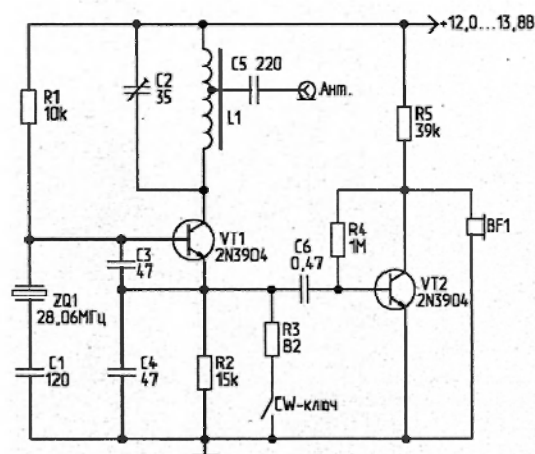 +12,0...13,8В
C5 220
Ант.
C2
35
L1
R1
10k
R5
39k
VT1
2N3904
R4
1M
BF1
C6
0,47
C3
47
VT2
2N3904
ZQ1
28,06МГц
R3
82
C1
120
C4
47
R2
15k
CW-ключ